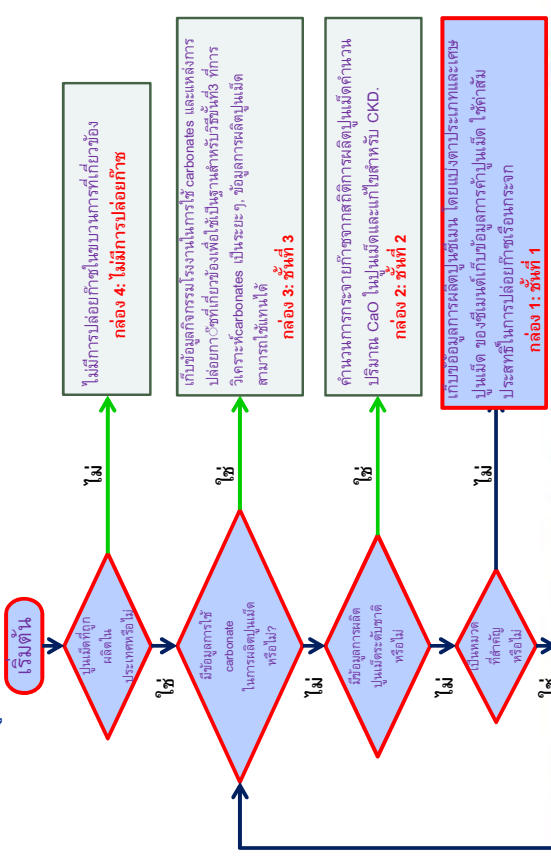 เริ่มต้น
ปูนเม็ดที่ถูก
ผลิตใน
ประเทศหรือไม่
ไม่
ไม่มีการปล่อยก๊าซในขบวนการที่เกี่ยวข้อง
กล่อง 4: ไม่มีการปล่อยก๊าซ
ใช่
มีข้อมูลการใช้
carbonate
ในการผลิตปูนเม็ด
หรือไม่?
ใช่
เก็บข้อมูลกิจกรรมโรงงานในการใช้ carbonates และแหล่งการ
ปล่อยก๊าซที่เกี่ยวข้องเพื่อใช้เป็นฐานสำหรับวิธีขั้นที่3 ที่การ
วิเคราะห์carbonates เป็นระยะ ๆ, ข้อมูลการผลิตปูนเม็ด
สามารถใช้แทนได้
กล่อง 3: ชั้นที่ 3
ไม่
มีข้อมูลการผลิต
ปูนเม็ดระดับชาติ
หรือไม่
ใช่
คำนวนการกระจายก๊าซจากสถิติการผลิตปูนเม็ดคำนวน
ปริมาณ CaO ในปูนเม็ดและแก้ไขสำหรับ CKD.
กล่อง 2: ชั้นที่ 2
ไม่
เป็นหมวด
ที่สำคัญ
หรือไม่
ไม่
เก็บข้ออมูลการผลิตปูนซีเมน โดยแบ่งตาประเภทและเศษ
ปูนเม็ด ของซีเมนต์เก็บข้อมูลการค้าปูนเม็ด ใช้ค่าสัม
ประสทธิ์ในการปล่อยก๊าซเรือนกระจก
กล่อง 1: ชั้นที่ 1
ใช่